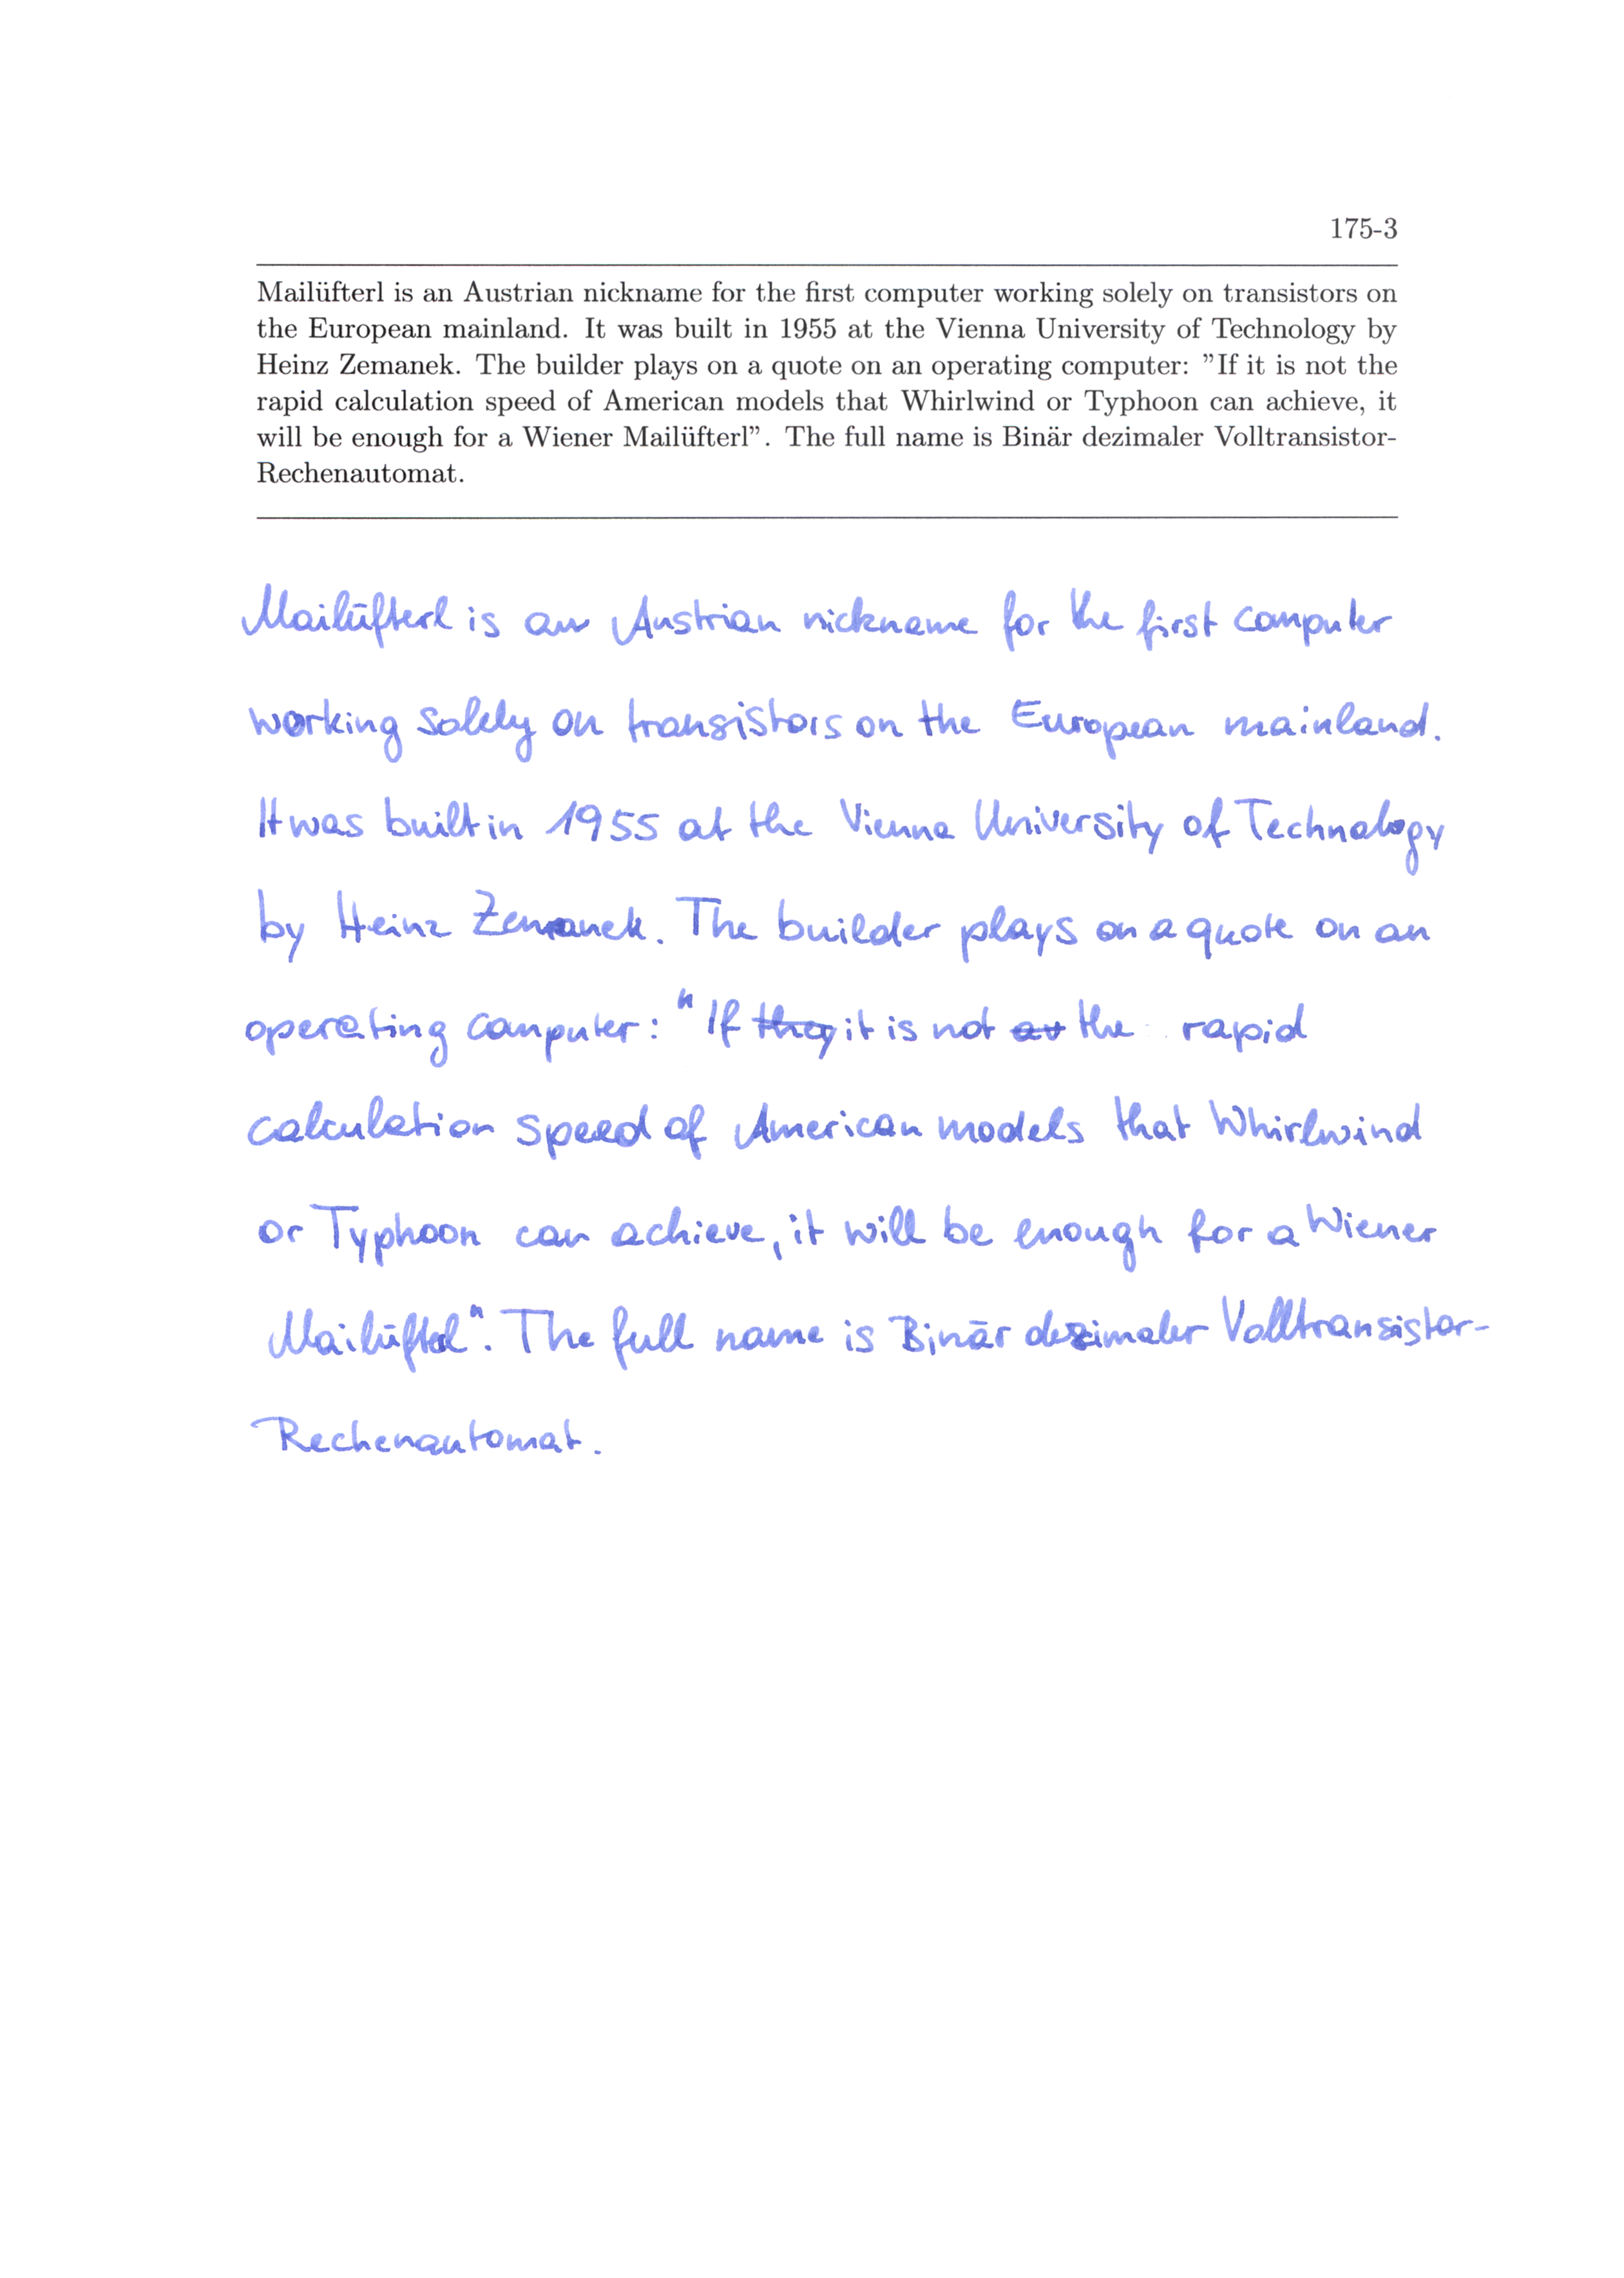 175-3
Mailüfterl is an Austrian nickname for the first computer working solely on transistors on
the European mainland. It was built in 1955 at the Vienna University of Technology by
Heinz Zemanek. The builder plays on a quote on an operating computer: ”If it is not the
rapid calculation speed of American models that Whirlwind or Typhoon can achieve, it
will be enough for a Wiener Mailüfterl”. The full name is Binär dezimaler Volltransistor-
Rechenautomat.
Mailüfterl is an Austrian nickname for the first computer
working solely on transistors on the European mainland.
It was built in 1955 at the Vienna University of Technology
by Heinz Zemanek. The builder plays on a quote on an
operating computer: "If they it is not the rapid
calculation speed of American models that Whirlwind
or Typhoon can achieve, it will be enough for a Wiener
Mailüfterl". The full name is Binär dezimaler Volltransistor-
Rechenautomat.